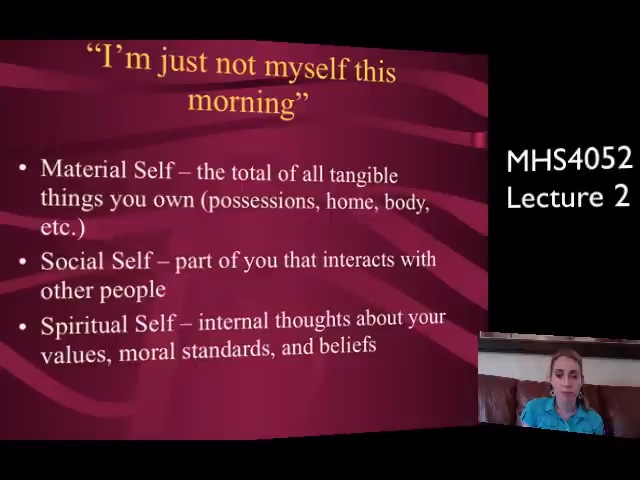 “I’m just not myself this
morning”
• Material Self – the total of all tangible
things you own (possessions, home, body,
etc.)
• Social Self – part of you that interacts with
other people
• Spiritual Self – internal thoughts about your
values, moral standards, and beliefs
MHS4052
Lecture 2